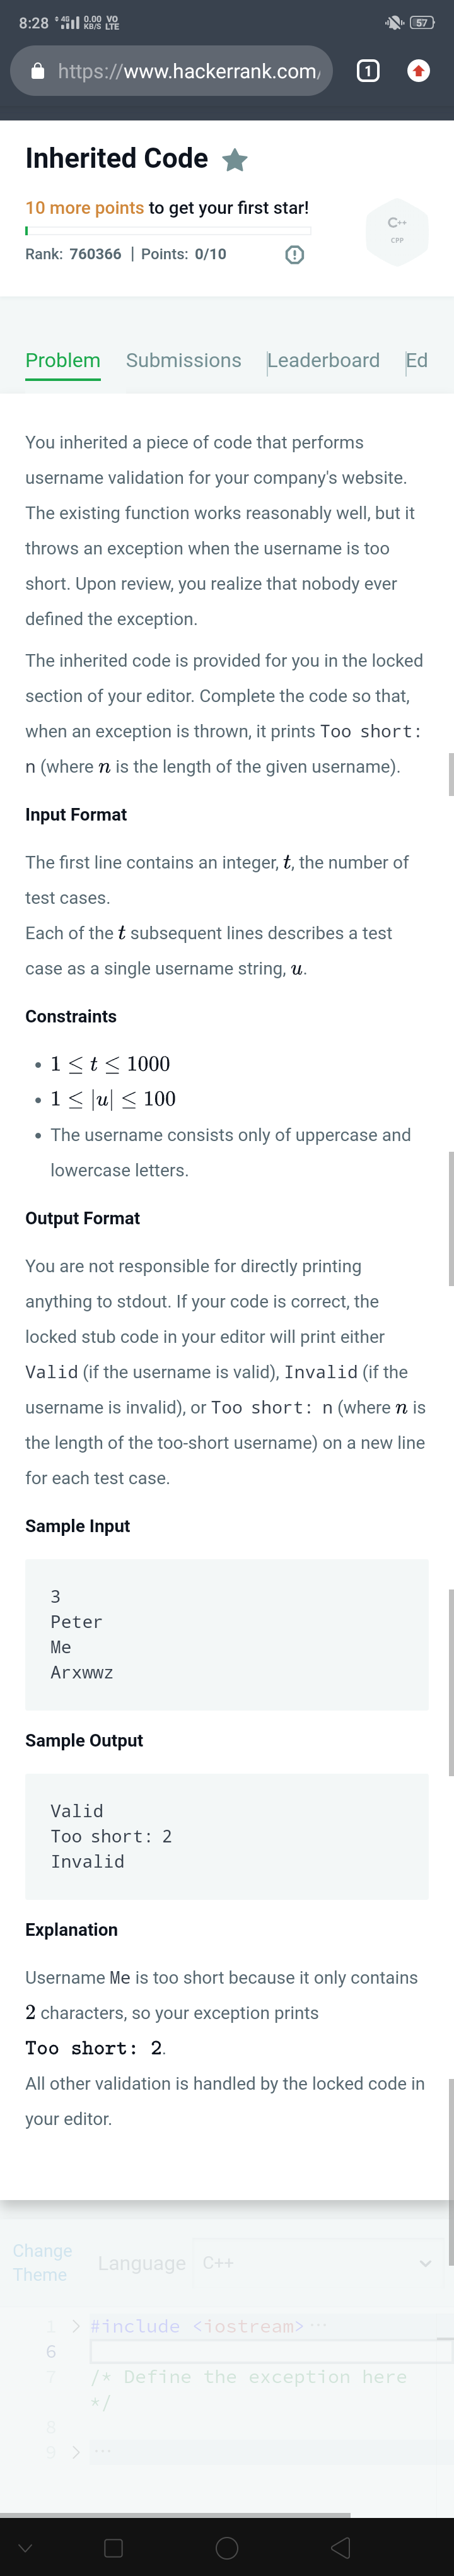 8:28 4G 0.00 KB/S VO LTE 57
https://www.hackerrank.com/ 1
Inherited Code
10 more points to get your first star!
C++
CPP
Rank: 760366 | Points: 0/10
Problem Submissions Leaderboard Ed
You inherited a piece of code that performs
username validation for your company's website.
The existing function works reasonably well, but it
throws an exception when the username is too
short. Upon review, you realize that nobody ever
defined the exception.
The inherited code is provided for you in the locked
section of your editor. Complete the code so that,
when an exception is thrown, it prints Too short:
n (where n is the length of the given username).
Input Format
The first line contains an integer, t, the number of
test cases.
Each of the t subsequent lines describes a test
case as a single username string, u.
Constraints
• 1 ≤ t ≤ 1000
• 1 ≤ |u| ≤ 100
• The username consists only of uppercase and
lowercase letters.
Output Format
You are not responsible for directly printing
anything to stdout. If your code is correct, the
locked stub code in your editor will print either
Valid (if the username is valid), Invalid (if the
username is invalid), or Too short: n (where n is
the length of the too-short username) on a new line
for each test case.
Sample Input
3
Peter
Me
Arxwwz
Sample Output
Valid
Too short: 2
Invalid
Explanation
Username Me is too short because it only contains
2 characters, so your exception prints
Too short: 2.
All other validation is handled by the locked code in
your editor.
Change
Theme
Language C++
1 > #include <iostream>···
6
7 /* Define the exception here
*/
8
9 > ···